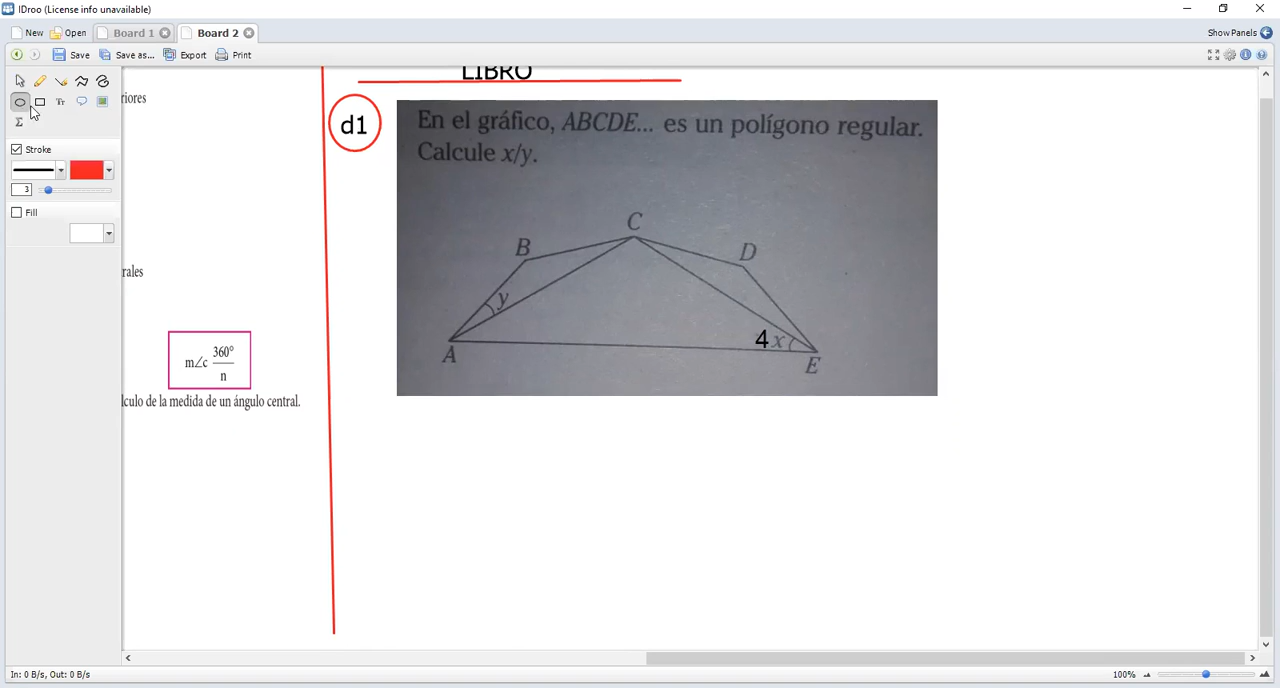 IDroo (License info unavailable)
New Open Board 1 Board 2 Show Panels
Save Save as... Export Print
LIBRO
riores
d1 En el gráfico, ABCDE... es un polígono regular.
Calcule x/y.
Tr
Σ
Stroke
3
Fill
C
B D
rales
y
4x
A E
m∠c 360°
n
lculo de la medida de un ángulo central.
In: 0 B/s, Out: 0 B/s 100%